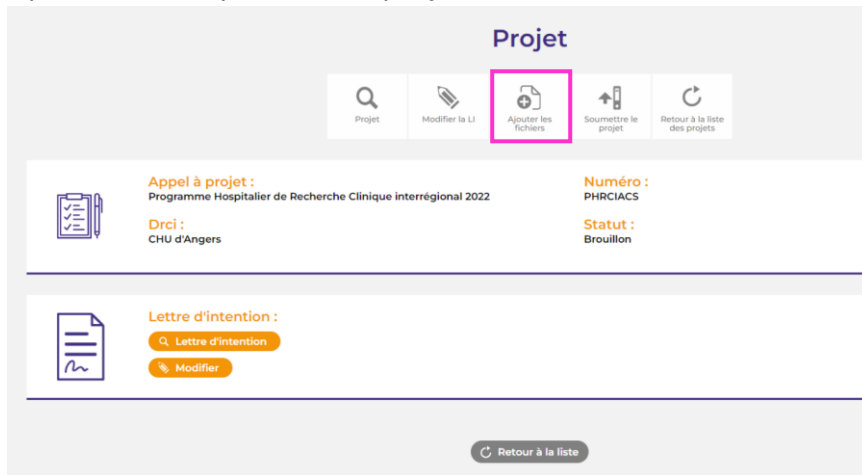 Projet
Projet
Modifier la LI
Ajouter les
fichiers
Soumettre le
projet
Retour à la liste
des projets
Appel à projet :
Programme Hospitalier de Recherche Clinique interrégional 2022
Numéro :
PHRCIACS
Drci :
CHU d'Angers
Statut :
Brouillon
Lettre d'intention :
Lettre d'intention
Modifier
Retour à la liste